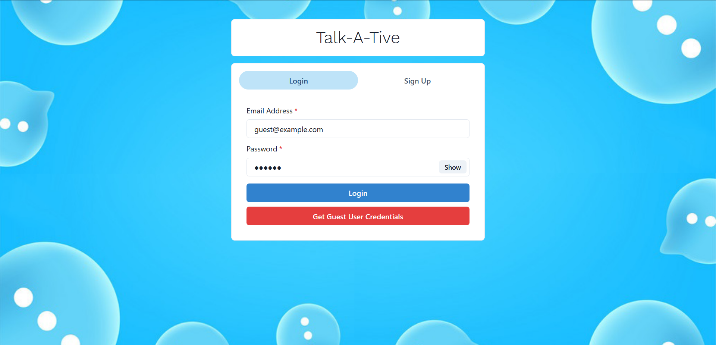 Talk-A-Tive
Login
Sign Up
Email Address *
guest@example.com
Password *
••••••
Show
Login
Get Guest User Credentials